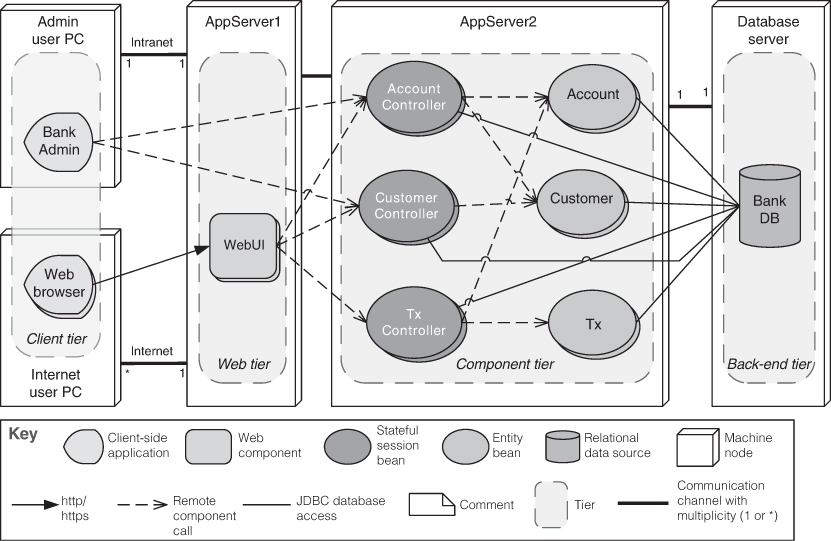 Admin
user PC
Intranet
1
1
AppServer1
AppServer2
Database
server
1
1
Bank
Admin
Account
Controller
Account
Customer
Controller
Customer
Bank
DB
WebUI
Web
browser
Tx
Controller
Tx
Client tier
Internet
*
1
Web tier
Component tier
Back-end tier
Internet
user PC
Key
Client-side
application
Web
component
Stateful
session
bean
Entity
bean
Relational
data source
Machine
node
http/
https
Remote
component
call
JDBC database
access
Comment
Tier
Communication
channel with
multiplicity (1 or *)